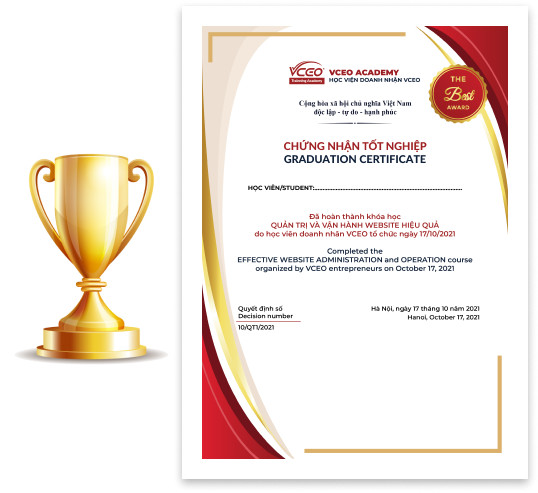 VCEO
Training Academy
VCEO ACADEMY
HỌC VIỆN DOANH NHÂN VCEO
THE
Best
AWARD
Cộng hòa xã hội chủ nghĩa Việt Nam
độc lập - tự do - hạnh phúc
CHỨNG NHẬN TỐT NGHIỆP
GRADUATION CERTIFICATE
HỌC VIÊN/STUDENT:
Đã hoàn thành khóa học
QUẢN TRỊ VÀ VẬN HÀNH WEBSITE HIỆU QUẢ
do học viên doanh nhân VCEO tổ chức ngày 17/10/2021
Completed the
EFFECTIVE WEBSITE ADMINISTRATION and OPERATION course
organized by VCEO entrepreneurs on October 17, 2021
Quyết định số
Decision number
10/QT1/2021
Hà Nội, ngày 17 tháng 10 năm 2021
Hanoi, October 17, 2021